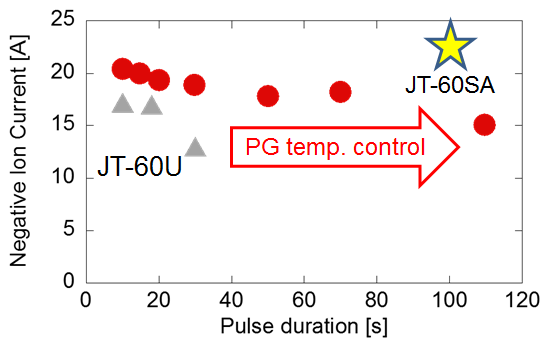 Negative Ion Current [A]
25
20
15
10
5
0
JT-60SA
PG temp. control
JT-60U
0 20 40 60 80 100 120
Pulse duration [s]